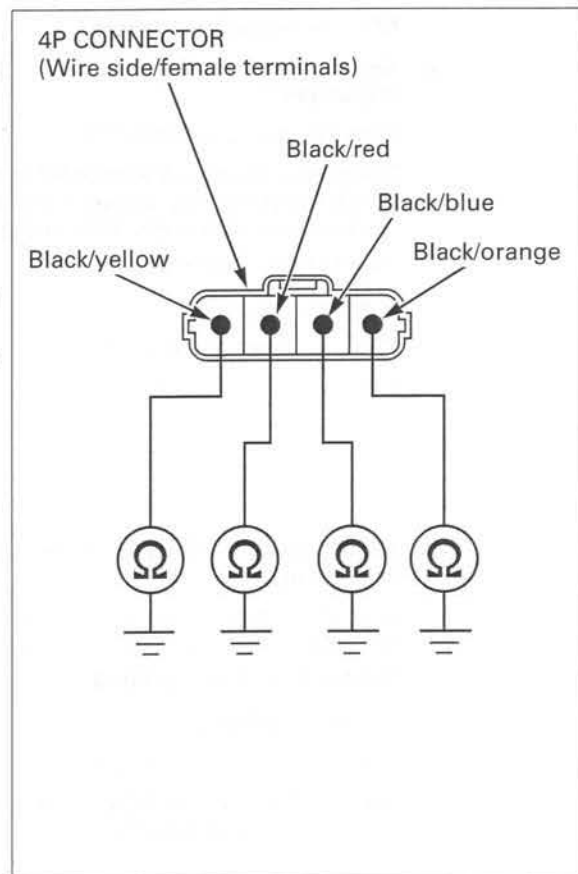 4P CONNECTOR
(Wire side/female terminals)
Black/red
Black/blue
Black/yellow
Black/orange
Ω Ω Ω Ω